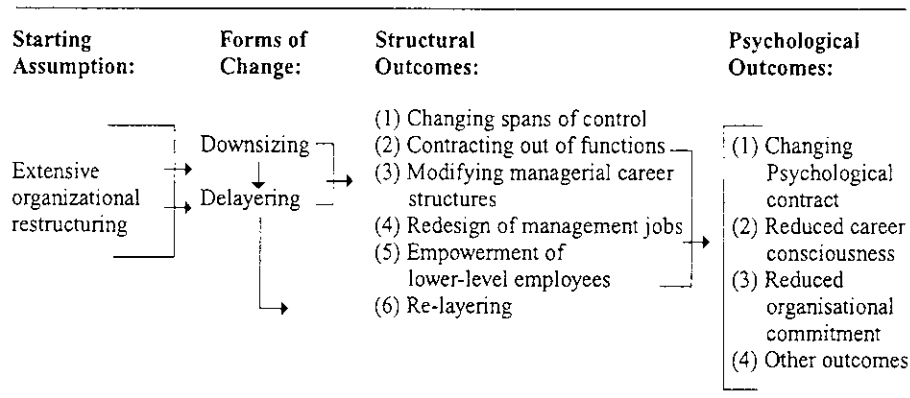 Starting
Assumption:
Forms of
Change:
Structural
Outcomes:
Psychological
Outcomes:
Extensive
organizational
restructuring
Downsizing
Delayering
(1) Changing spans of control
(2) Contracting out of functions
(3) Modifying managerial career
structures
(4) Redesign of management jobs
(5) Empowerment of
lower-level employees
(6) Re-layering
(1) Changing
Psychological
contract
(2) Reduced career
consciousness
(3) Reduced
organisational
commitment
(4) Other outcomes